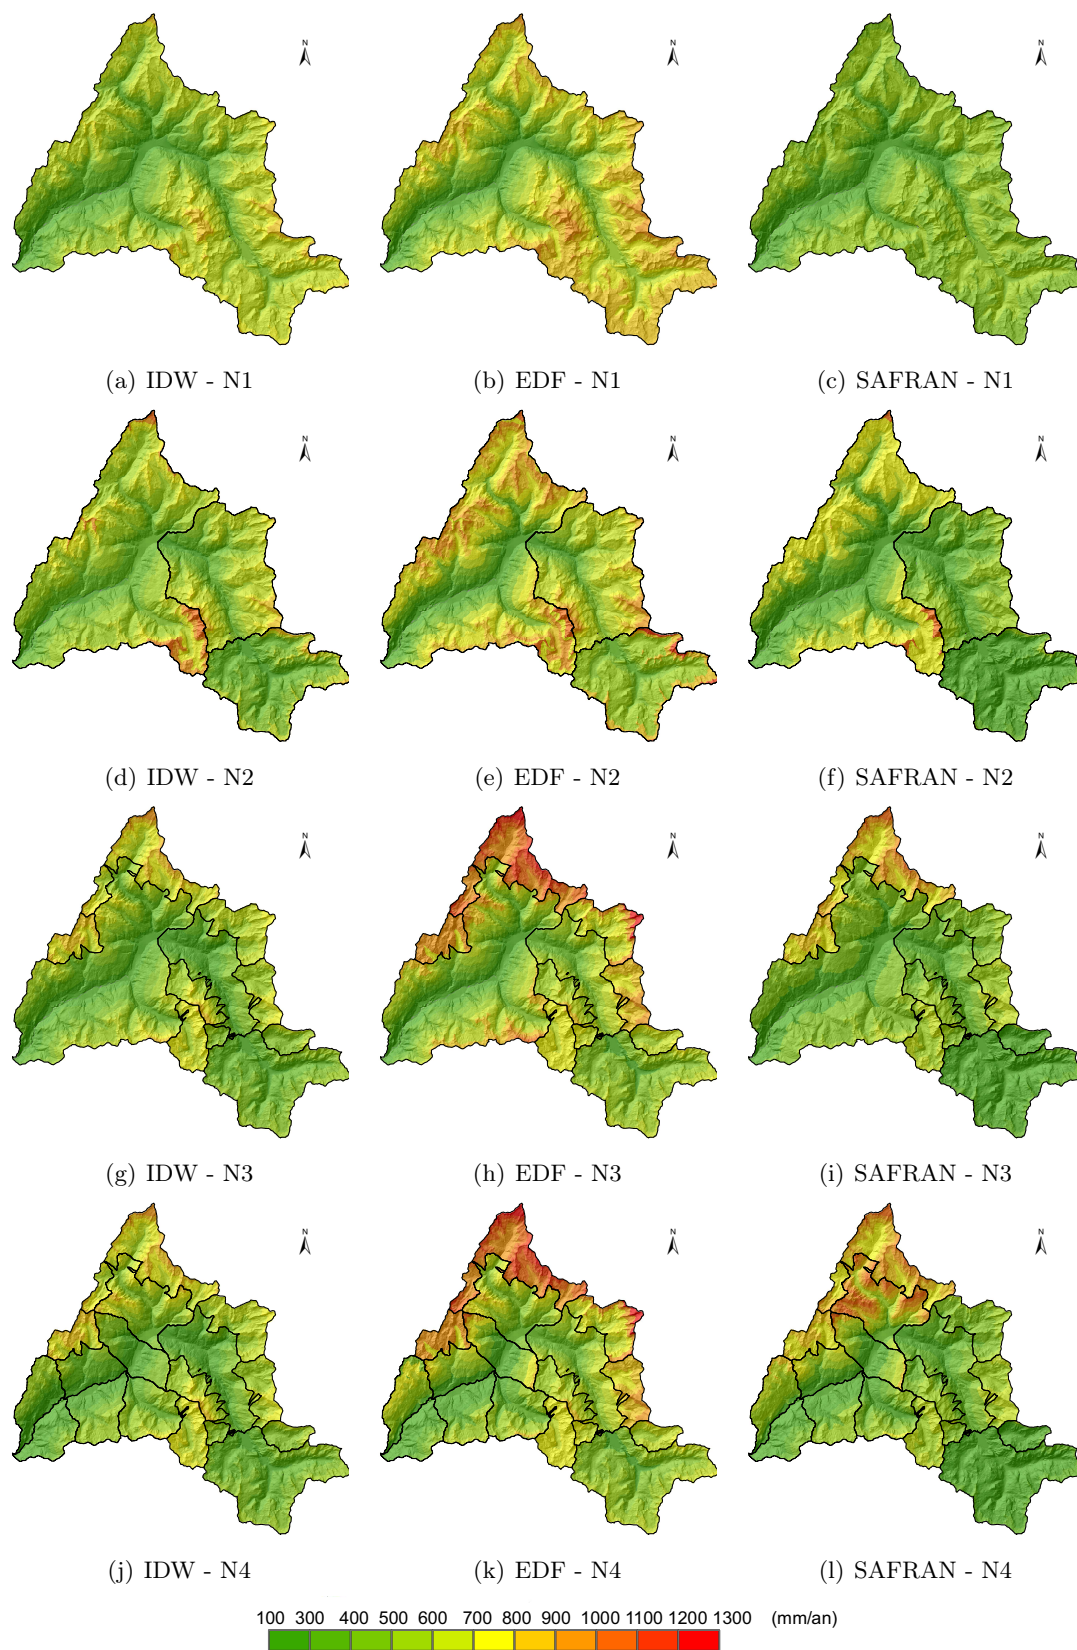 N N N
(a) IDW - N1 (b) EDF - N1 (c) SAFRAN - N1
N N N
(d) IDW - N2 (e) EDF - N2 (f) SAFRAN - N2
N N N
(g) IDW - N3 (h) EDF - N3 (i) SAFRAN - N3
N N N
(j) IDW - N4 (k) EDF - N4 (l) SAFRAN - N4
100 300 400 500 600 700 800 900 1000 1100 1200 1300 (mm/an)